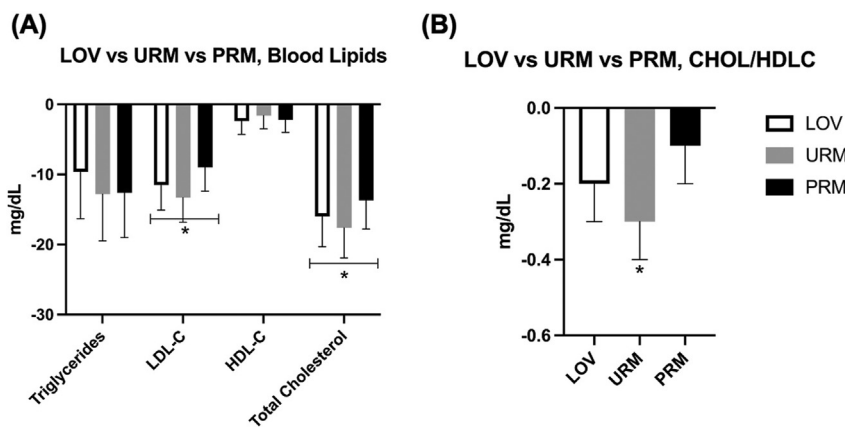 (A)
LOV vs URM vs PRM, Blood Lipids
0
-10
-20
-30
mg/dL
*
*
Triglycerides
LDL-C
HDL-C
Total Cholesterol
(B)
LOV vs URM vs PRM, CHOL/HDLC
0.0
-0.2
-0.4
-0.6
mg/dL
*
LOV
URM
PRM
LOV
URM
PRM